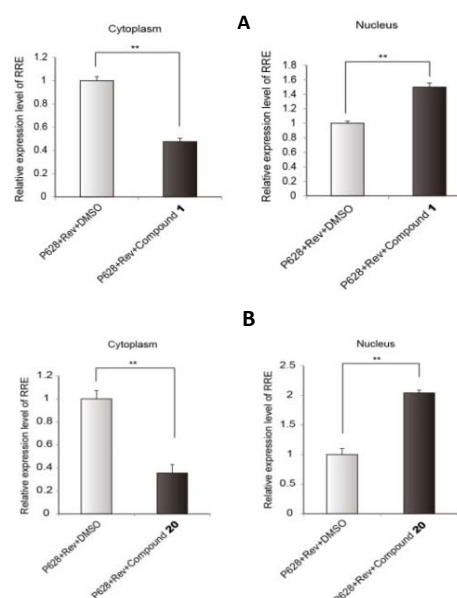 A
Cytoplasm
**
Relative expression level of RRE
1.2
1
0.8
0.6
0.4
0.2
0
P628+Rev+DMSO
P628+Rev+Compound 1
Nucleus
**
Relative expression level of RRE
1.8
1.6
1.4
1.2
1
0.8
0.6
0.4
0.2
0
P628+Rev+DMSO
P628+Rev+Compound 1
B
Cytoplasm
**
Relative expression level of RRE
1.2
1
0.8
0.6
0.4
0.2
0
P628+Rev+DMSO
P628+Rev+Compound 20
Nucleus
**
Relative expression level of RRE
2.5
2
1.5
1
0.5
0
P628+Rev+DMSO
P628+Rev+Compound 20